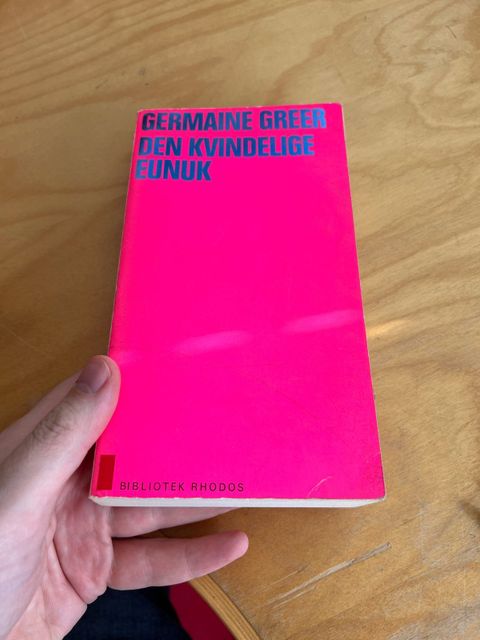 GERMAINE GREER
DEN KVINDELIGE
EUNUK
BIBLIOTEK RHODOS